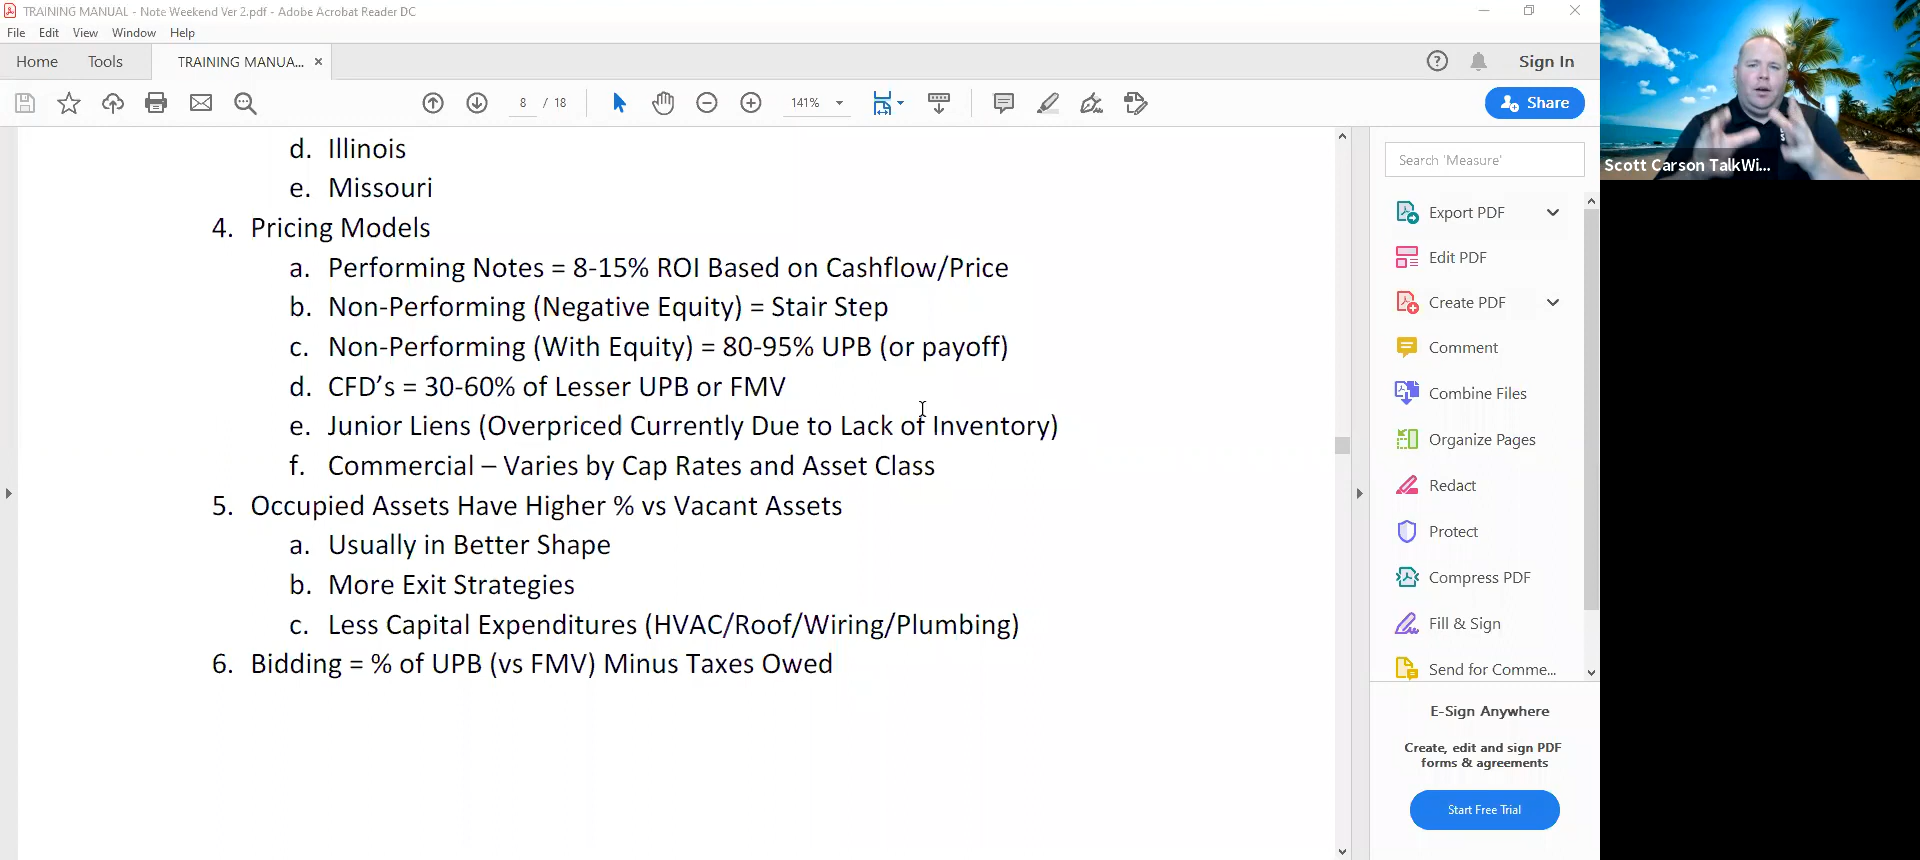 TRAINING MANUAL - Note Weekend Ver 2.pdf - Adobe Acrobat Reader DC
File Edit View Window Help
Home Tools TRAINING MANUA... ×
Sign In
8 / 18
141%
Share
d. Illinois
e. Missouri
4. Pricing Models
a. Performing Notes = 8-15% ROI Based on Cashflow/Price
b. Non-Performing (Negative Equity) = Stair Step
c. Non-Performing (With Equity) = 80-95% UPB (or payoff)
d. CFD’s = 30-60% of Lesser UPB or FMV
e. Junior Liens (Overpriced Currently Due to Lack of Inventory)
f. Commercial – Varies by Cap Rates and Asset Class
5. Occupied Assets Have Higher % vs Vacant Assets
a. Usually in Better Shape
b. More Exit Strategies
c. Less Capital Expenditures (HVAC/Roof/Wiring/Plumbing)
6. Bidding = % of UPB (vs FMV) Minus Taxes Owed
Search 'Measure'
Export PDF
Edit PDF
Create PDF
Comment
Combine Files
Organize Pages
Redact
Protect
Compress PDF
Fill & Sign
Send for Comme...
E-Sign Anywhere
Create, edit and sign PDF
forms & agreements
Start Free Trial
Scott Carson TalkWi...